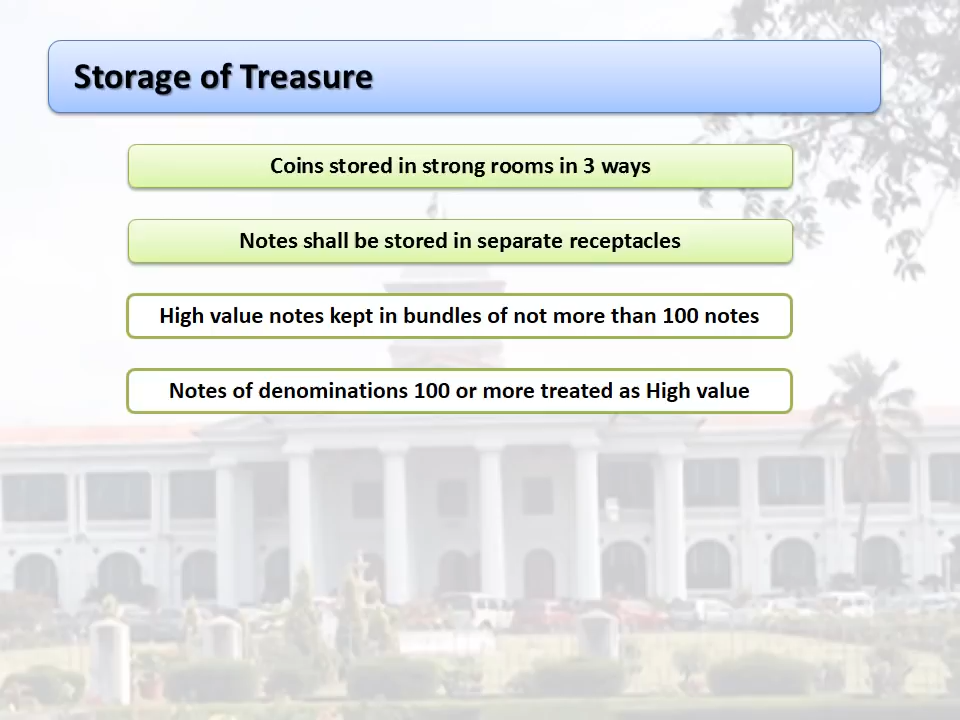 Storage of Treasure
Coins stored in strong rooms in 3 ways
Notes shall be stored in separate receptacles
High value notes kept in bundles of not more than 100 notes
Notes of denominations 100 or more treated as High value